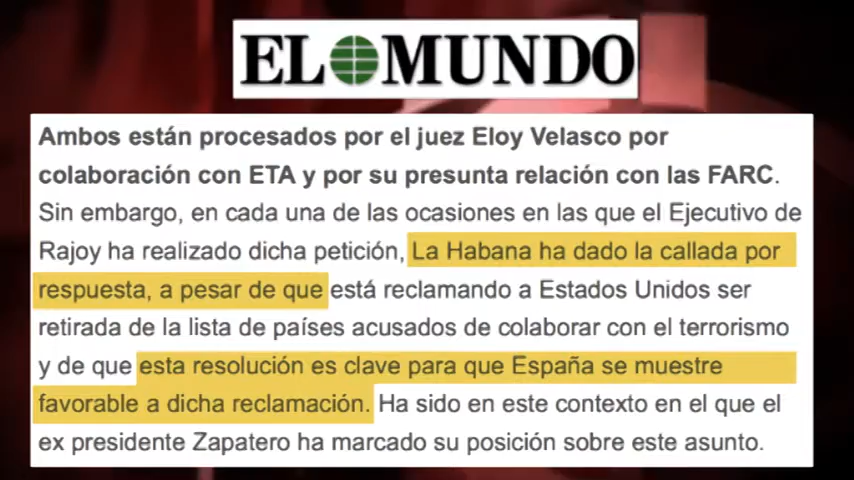 EL MUNDO
Ambos están procesados por el juez Eloy Velasco por
colaboración con ETA y por su presunta relación con las FARC.
Sin embargo, en cada una de las ocasiones en las que el Ejecutivo de
Rajoy ha realizado dicha petición, La Habana ha dado la callada por
respuesta, a pesar de que está reclamando a Estados Unidos ser
retirada de la lista de países acusados de colaborar con el terrorismo
y de que esta resolución es clave para que España se muestre
favorable a dicha reclamación. Ha sido en este contexto en el que el
ex presidente Zapatero ha marcado su posición sobre este asunto.